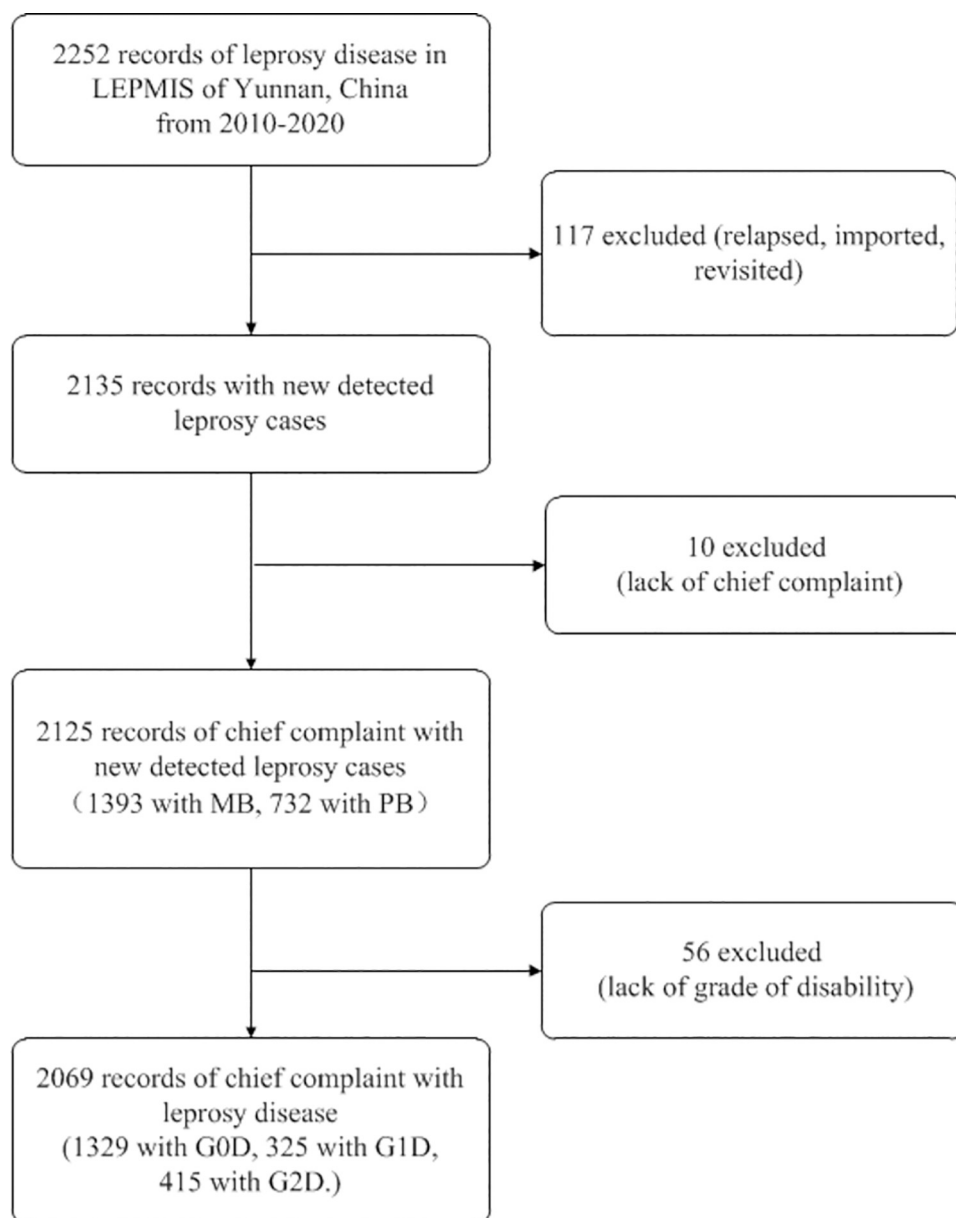 2252 records of leprosy disease in
LEPMIS of Yunnan, China
from 2010-2020
117 excluded (relapsed, imported,
revisited)
2135 records with new detected
leprosy cases
10 excluded
(lack of chief complaint)
2125 records of chief complaint with
new detected leprosy cases
（1393 with MB, 732 with PB）
56 excluded
(lack of grade of disability)
2069 records of chief complaint with
leprosy disease
(1329 with G0D, 325 with G1D,
415 with G2D.)